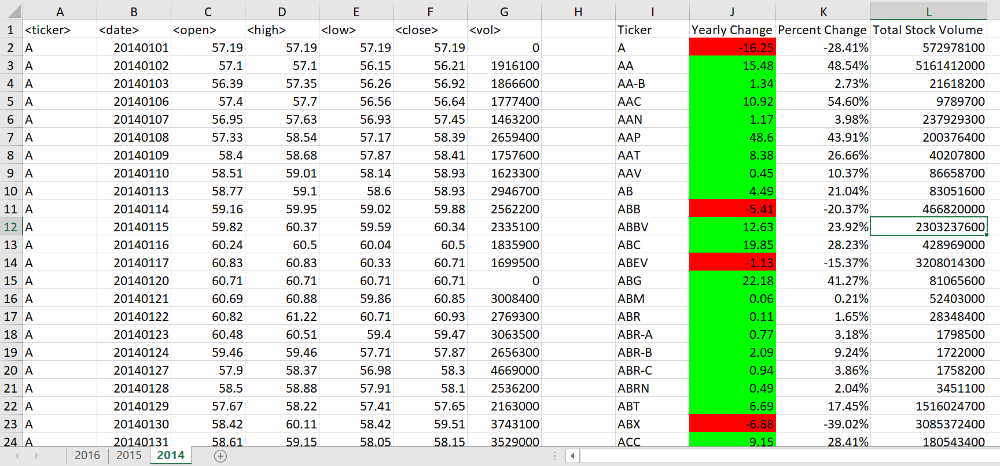 A B C D E F G H I J K L
1 <ticker> <date> <open> <high> <low> <close> <vol> Ticker Yearly Change Percent Change Total Stock Volume
2 A 20140101 57.19 57.19 57.19 57.19 0 A -16.25 -28.41% 572978100
3 A 20140102 57.1 57.1 56.15 56.21 1916100 AA 15.48 48.54% 5161412000
4 A 20140103 56.39 57.35 56.26 56.92 1866600 AA-B 1.34 2.73% 21618200
5 A 20140106 57.4 57.7 56.56 56.64 1777400 AAC 10.92 54.60% 9789700
6 A 20140107 56.95 57.63 56.93 57.45 1463200 AAN 1.17 3.98% 237929300
7 A 20140108 57.33 58.54 57.17 58.39 2659400 AAP 48.6 43.91% 200376400
8 A 20140109 58.4 58.68 57.87 58.41 1757600 AAT 8.38 26.66% 40207800
9 A 20140110 58.51 59.01 58.14 58.93 1623300 AAV 0.45 10.37% 86658700
10 A 20140113 58.77 59.1 58.6 58.93 2946700 AB 4.49 21.04% 83051600
11 A 20140114 59.16 59.95 59.02 59.88 2562200 ABB -5.41 -20.37% 466820000
12 A 20140115 59.82 60.37 59.59 60.34 2335100 ABBV 12.63 23.92% 2303237600
13 A 20140116 60.24 60.5 60.04 60.5 1835900 ABC 19.85 28.23% 428969000
14 A 20140117 60.83 60.83 60.33 60.71 1699500 ABEV -1.13 -15.37% 3208014300
15 A 20140120 60.71 60.71 60.71 60.71 0 ABG 22.18 41.27% 81065600
16 A 20140121 60.69 60.88 59.86 60.85 3008400 ABM 0.06 0.21% 52403000
17 A 20140122 60.82 61.22 60.71 60.93 2769300 ABR 0.11 1.65% 28348400
18 A 20140123 60.48 60.51 59.4 59.47 3063500 ABR-A 0.77 3.18% 1798500
19 A 20140124 59.46 59.46 57.71 57.87 2656300 ABR-B 2.09 9.24% 1722000
20 A 20140127 57.9 58.37 56.98 58.3 4669000 ABR-C 0.94 3.86% 1758200
21 A 20140128 58.5 58.88 57.91 58.1 2536200 ABRN 0.49 2.04% 3451100
22 A 20140129 57.67 58.22 57.41 57.65 2163000 ABT 6.69 17.45% 1516024700
23 A 20140130 58.42 60.11 58.42 59.51 3743100 ABX -6.88 -39.02% 3085372400
24 A 20140131 58.61 59.15 58.05 58.15 3529000 ACC 9.15 28.41% 180543400
2016 2015 2014